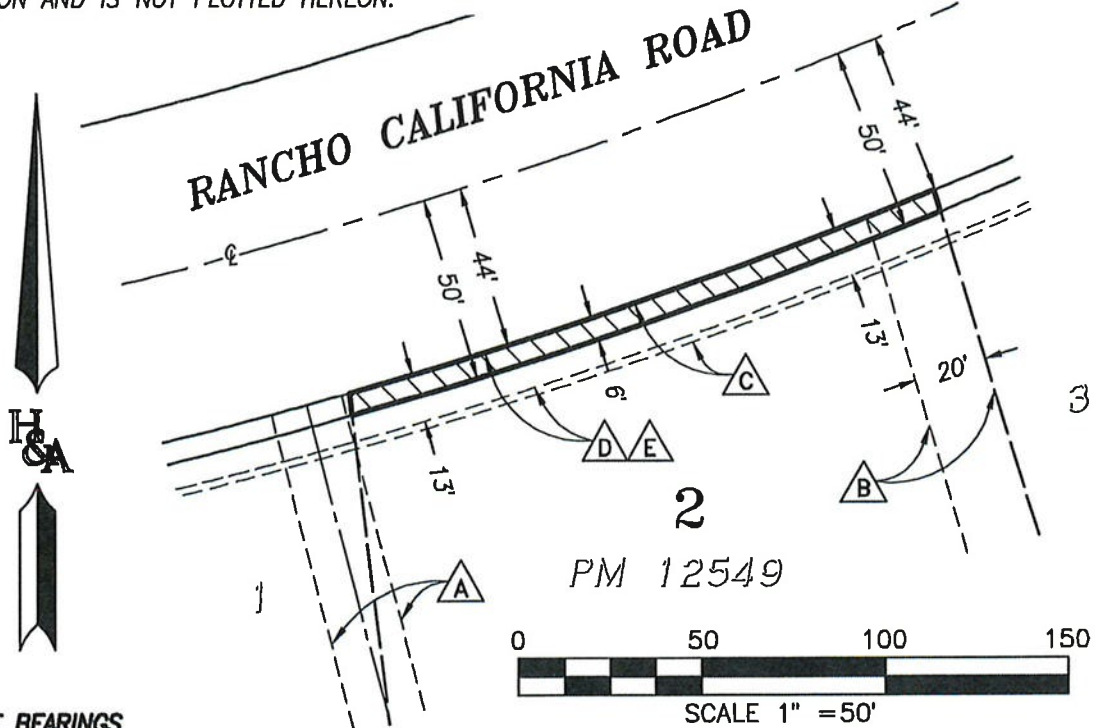 ON AND IS NOT PLOTTED HEREON.
RANCHO CALIFORNIA ROAD
44'
50'
44'
50'
℄
13'
20'
C
6'
3
D E
13'
B
2
H&A
PM 12549
1
A
0 50 100 150
SCALE 1" =50'
BEARINGS